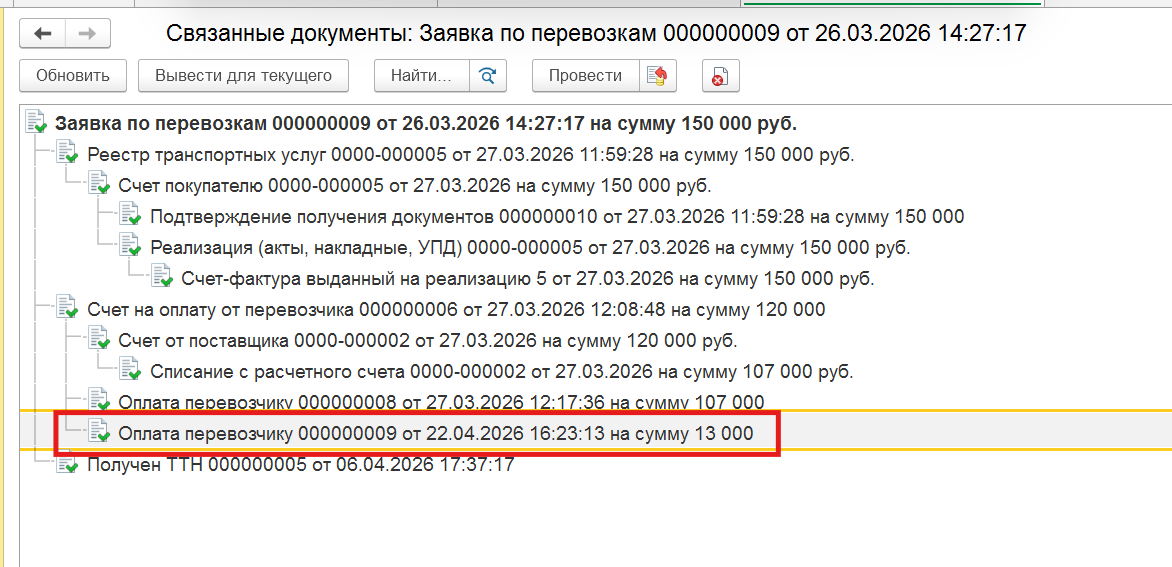 Связанные документы: Заявка по перевозкам 000000009 от 26.03.2026 14:27:17
Обновить Вывести для текущего Найти... Провести
Заявка по перевозкам 000000009 от 26.03.2026 14:27:17 на сумму 150 000 руб.
Реестр транспортных услуг 0000-000005 от 27.03.2026 11:59:28 на сумму 150 000 руб.
Счет покупателю 0000-000005 от 27.03.2026 на сумму 150 000 руб.
Подтверждение получения документов 000000010 от 27.03.2026 11:59:28 на сумму 150 000
Реализация (акты, накладные, УПД) 0000-000005 от 27.03.2026 на сумму 150 000 руб.
Счет-фактура выданный на реализацию 5 от 27.03.2026 на сумму 150 000 руб.
Счет на оплату от перевозчика 000000006 от 27.03.2026 12:08:48 на сумму 120 000
Счет от поставщика 0000-000002 от 27.03.2026 на сумму 120 000 руб.
Списание с расчетного счета 0000-000002 от 27.03.2026 на сумму 107 000 руб.
Оплата перевозчику 000000008 от 27.03.2026 12:17:36 на сумму 107 000
Оплата перевозчику 000000009 от 22.04.2026 16:23:13 на сумму 13 000
Получен ТТН 000000005 от 06.04.2026 17:37:17